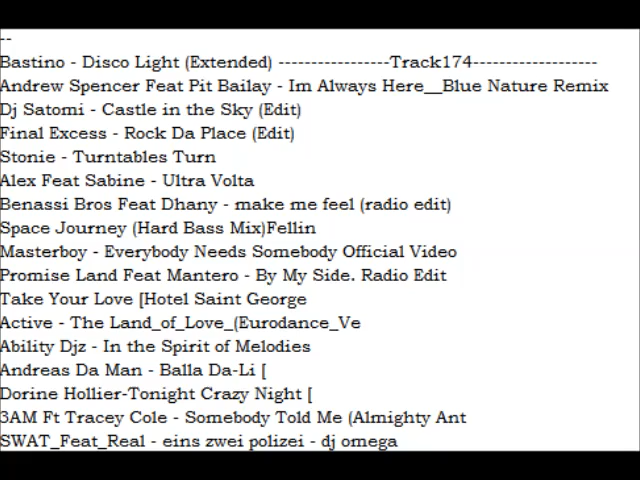 --
Bastino - Disco Light (Extended) -----------------Track174-------------------
Andrew Spencer Feat Pit Bailay - Im Always Here__Blue Nature Remix
Dj Satomi - Castle in the Sky (Edit)
Final Excess - Rock Da Place (Edit)
Stonie - Turntables Turn
Alex Feat Sabine - Ultra Volta
Benassi Bros Feat Dhany - make me feel (radio edit)
Space Journey (Hard Bass Mix)Fellin
Masterboy - Everybody Needs Somebody Official Video
Promise Land Feat Mantero - By My Side. Radio Edit
Take Your Love [Hotel Saint George
Active - The Land_of_Love_(Eurodance_Ve
Ability Djz - In the Spirit of Melodies
Andreas Da Man - Balla Da-Li [
Dorine Hollier-Tonight Crazy Night [
3AM Ft Tracey Cole - Somebody Told Me (Almighty Ant
SWAT_Feat_Real - eins zwei polizei - dj omega